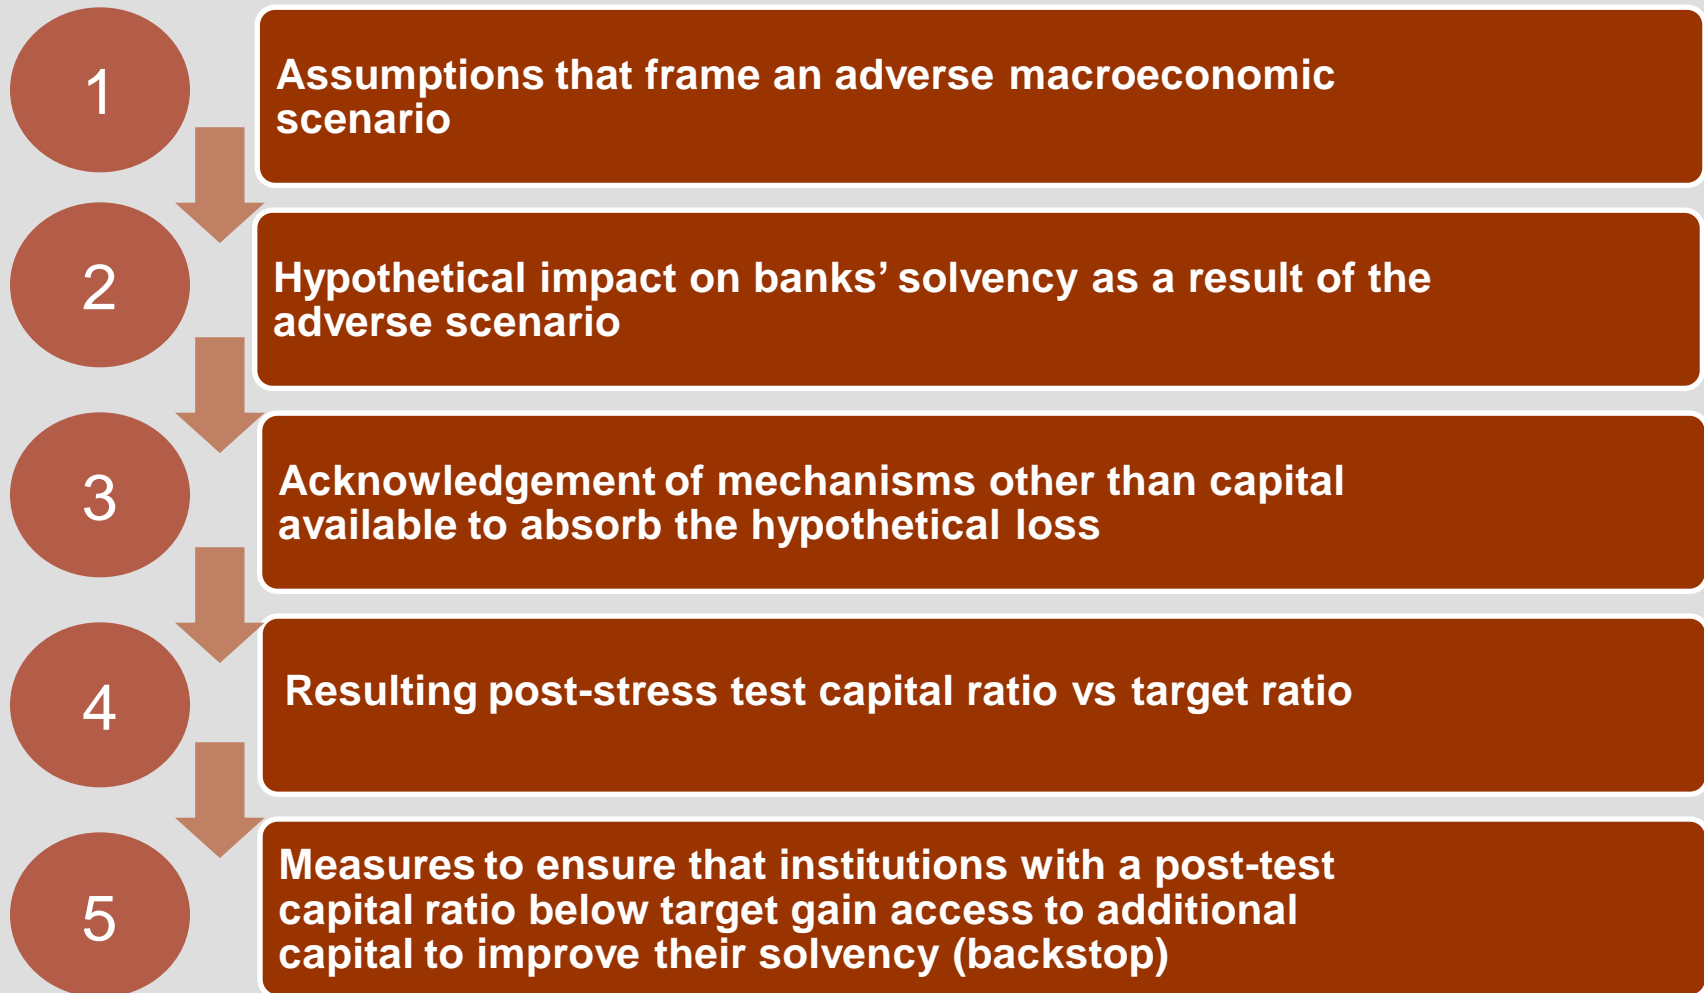 1
Assumptions that frame an adverse macroeconomic
scenario
2
Hypothetical impact on banks’ solvency as a result of the
adverse scenario
3
Acknowledgement of mechanisms other than capital
available to absorb the hypothetical loss
4
Resulting post-stress test capital ratio vs target ratio
5
Measures to ensure that institutions with a post-test
capital ratio below target gain access to additional
capital to improve their solvency (backstop)